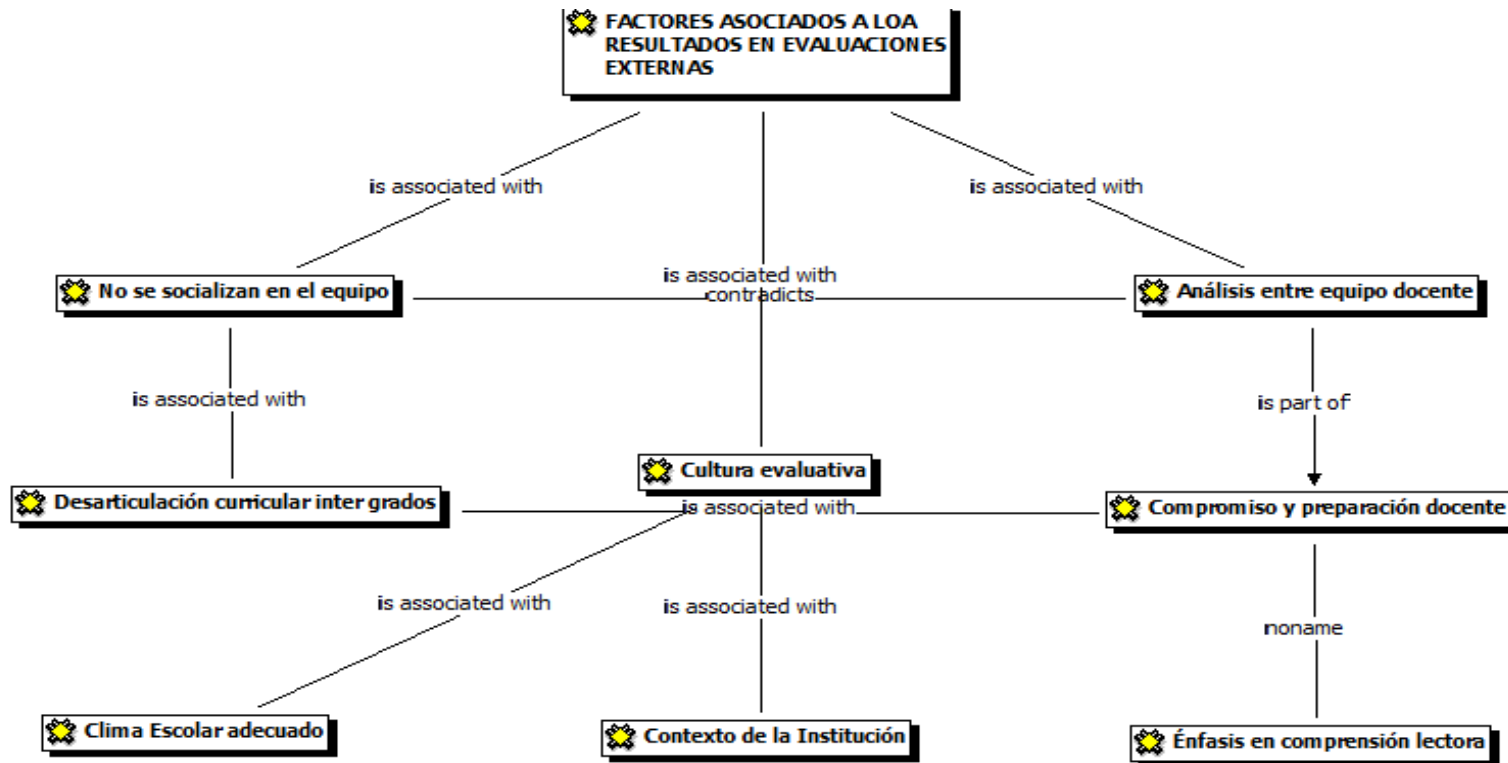 FACTORES ASOCIADOS A LOA
RESULTADOS EN EVALUACIONES
EXTERNAS
is associated with
is associated with
is associated with
contradicts
No se socializan en el equipo
Análisis entre equipo docente
is associated with
is part of
Cultura evaluativa
Desarticulación curricular inter grados
is associated with
Compromiso y preparación docente
is associated with
is associated with
noname
Clima Escolar adecuado
Contexto de la Institución
Énfasis en comprensión lectora